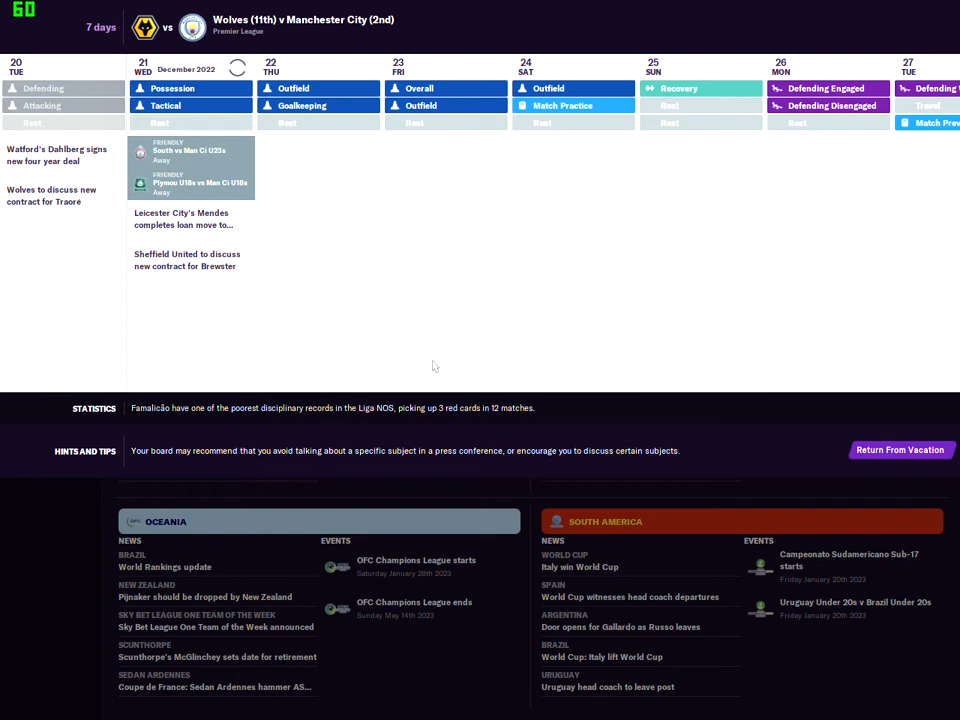 60
7 days
vs
Wolves (11th) v Manchester City (2nd)
Premier League
20
TUE
21
WED
December 2022
22
THU
23
FRI
24
SAT
25
SUN
26
MON
27
TUE
Defending
Possession
Outfield
Overall
Outfield
Recovery
Defending Engaged
Defending
Attacking
Tactical
Goalkeeping
Outfield
Match Practice
Rest
Defending Disengaged
Travel
Rest
Rest
Rest
Rest
Rest
Rest
Rest
Match Prev
Watford's Dahlberg signs
new four year deal
Wolves to discuss new
contract for Traoré
FRIENDLY
South vs Man Ci U23s
Away
FRIENDLY
Plymou U18s vs Man Ci U18s
Away
Leicester City's Mendes
completes loan move to...
Sheffield United to discuss
new contract for Brewster
STATISTICS
Famalicão have one of the poorest disciplinary records in the Liga NOS, picking up 3 red cards in 12 matches.
HINTS AND TIPS
Your board may recommend that you avoid talking about a specific subject in a press conference, or encourage you to discuss certain subjects.
Return From Vacation
OFC
OCEANIA
NEWS
BRAZIL
World Rankings update
NEW ZEALAND
Pijnaker should be dropped by New Zealand
SKY BET LEAGUE ONE TEAM OF THE WEEK
Sky Bet League One Team of the Week announced
SCUNTHORPE
Scunthorpe's McGlinchey sets date for retirement
SEDAN ARDENNES
Coupe de France: Sedan Ardennes hammer AS...
EVENTS
OFC Champions League starts
Saturday January 28th 2023
OFC Champions League ends
Sunday May 14th 2023
SOUTH AMERICA
NEWS
WORLD CUP
Italy win World Cup
SPAIN
World Cup witnesses head coach departures
ARGENTINA
Door opens for Gallardo as Russo leaves
BRAZIL
World Cup: Italy lift World Cup
URUGUAY
Uruguay head coach to leave post
EVENTS
Campeonato Sudamericano Sub-17
starts
Friday January 20th 2023
Uruguay Under 20s v Brazil Under 20s
Friday January 20th 2023